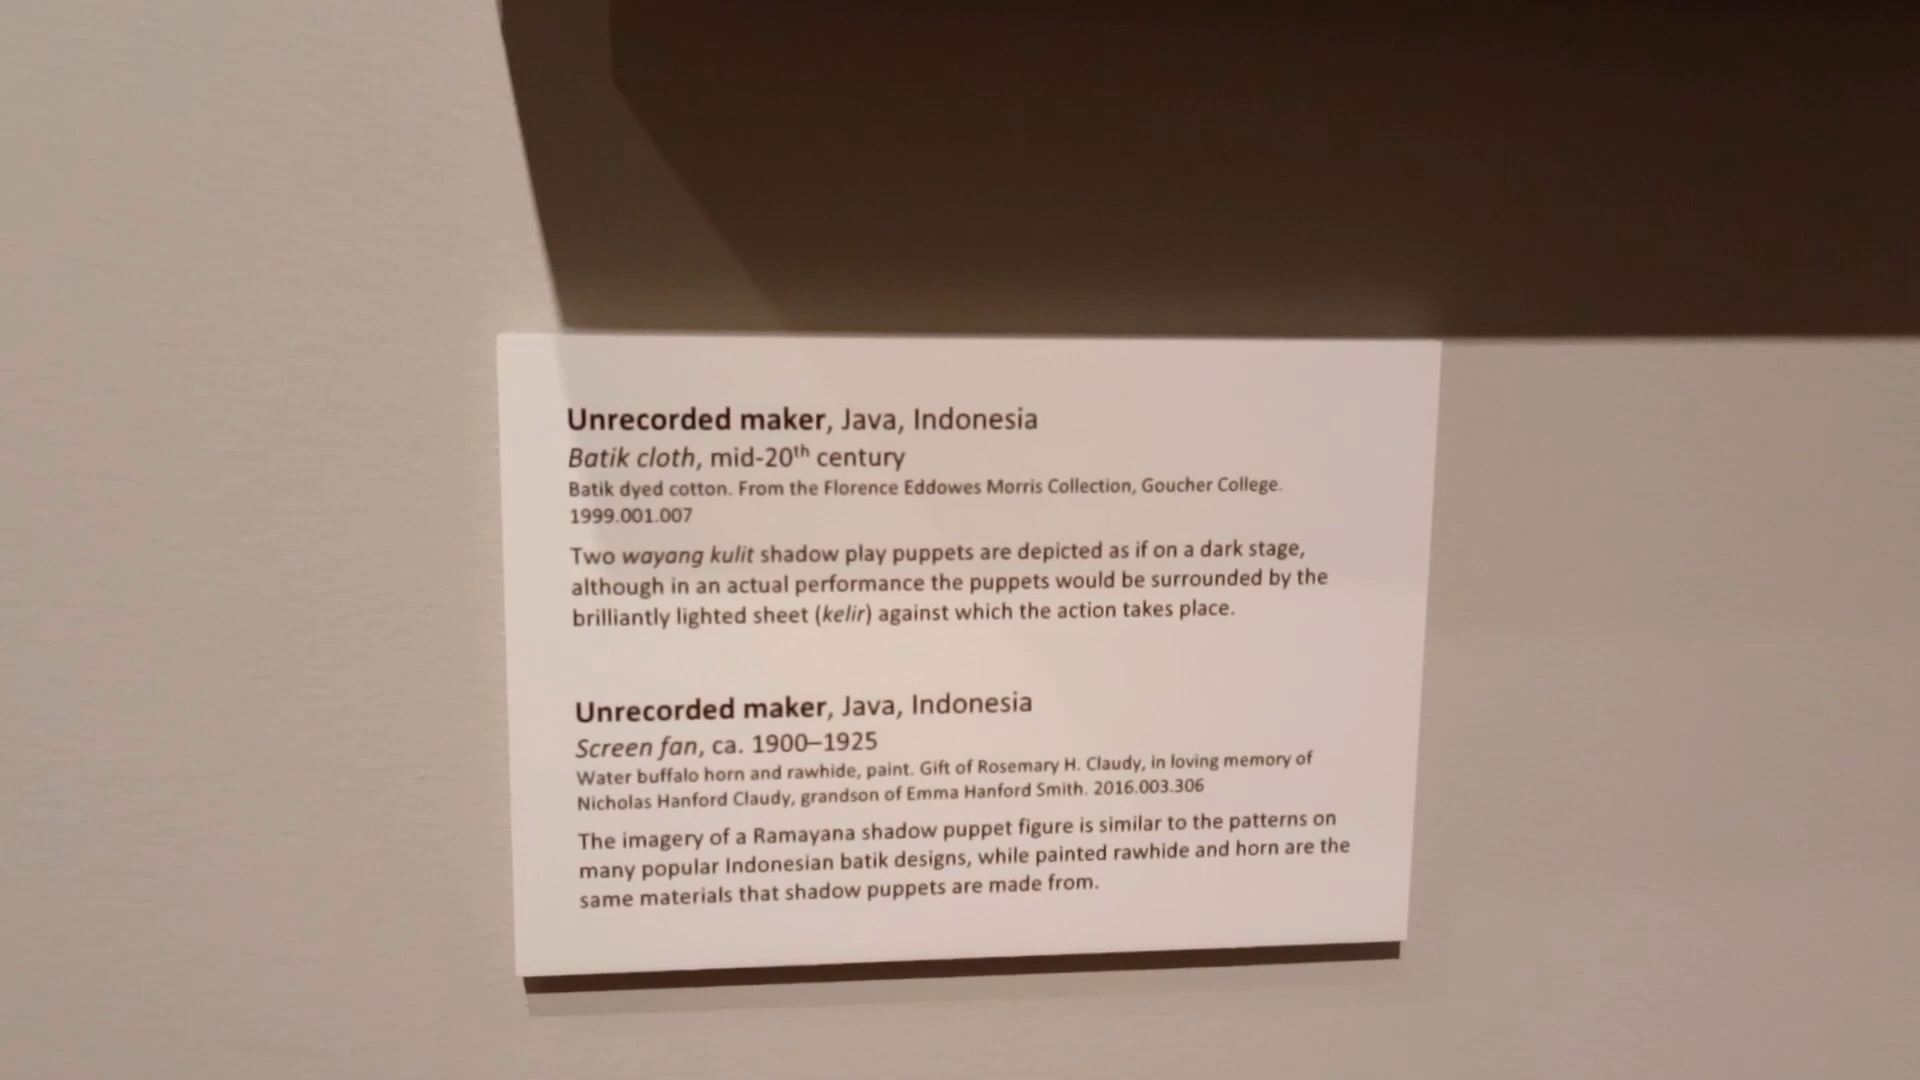 Unrecorded maker, Java, Indonesia
Batik cloth, mid-20th century
Batik dyed cotton. From the Florence Eddowes Morris Collection, Goucher College.
1999.001.007
Two wayang kulit shadow play puppets are depicted as if on a dark stage,
although in an actual performance the puppets would be surrounded by the
brilliantly lighted sheet (kelir) against which the action takes place.
Unrecorded maker, Java, Indonesia
Screen fan, ca. 1900–1925
Water buffalo horn and rawhide, paint. Gift of Rosemary H. Claudy, in loving memory of
Nicholas Hanford Claudy, grandson of Emma Hanford Smith. 2016.003.306
The imagery of a Ramayana shadow puppet figure is similar to the patterns on
many popular Indonesian batik designs, while painted rawhide and horn are the
same materials that shadow puppets are made from.